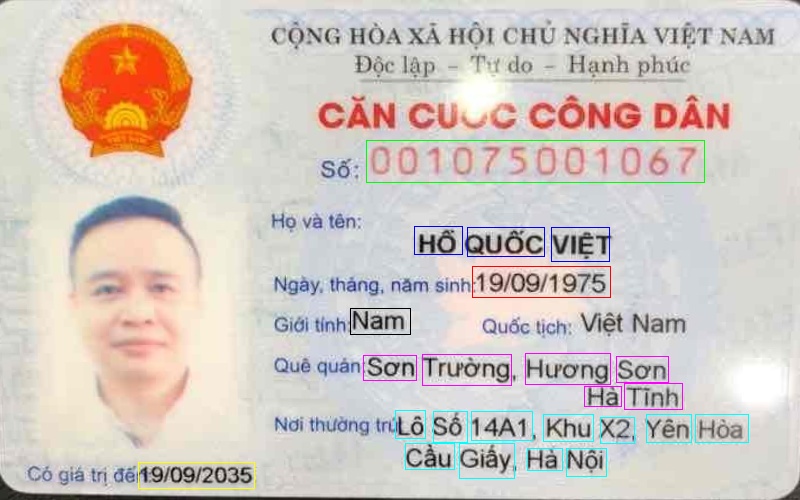 CỘNG HÒA XÃ HỘI CHỦ NGHĨA VIỆT NAM
Độc lập - Tự do - Hạnh phúc
CĂN CƯỚC CÔNG DÂN
Số: 001075001067
Họ và tên:
HỒ QUỐC VIỆT
Ngày, tháng, năm sinh: 19/09/1975
Giới tính: Nam Quốc tịch: Việt Nam
Quê quán: Sơn Trường, Hương Sơn
Hà Tĩnh
Nơi thường trú: Lô Số 14A1, Khu X2, Yên Hòa
Cầu Giấy, Hà Nội
Có giá trị đến: 19/09/2035